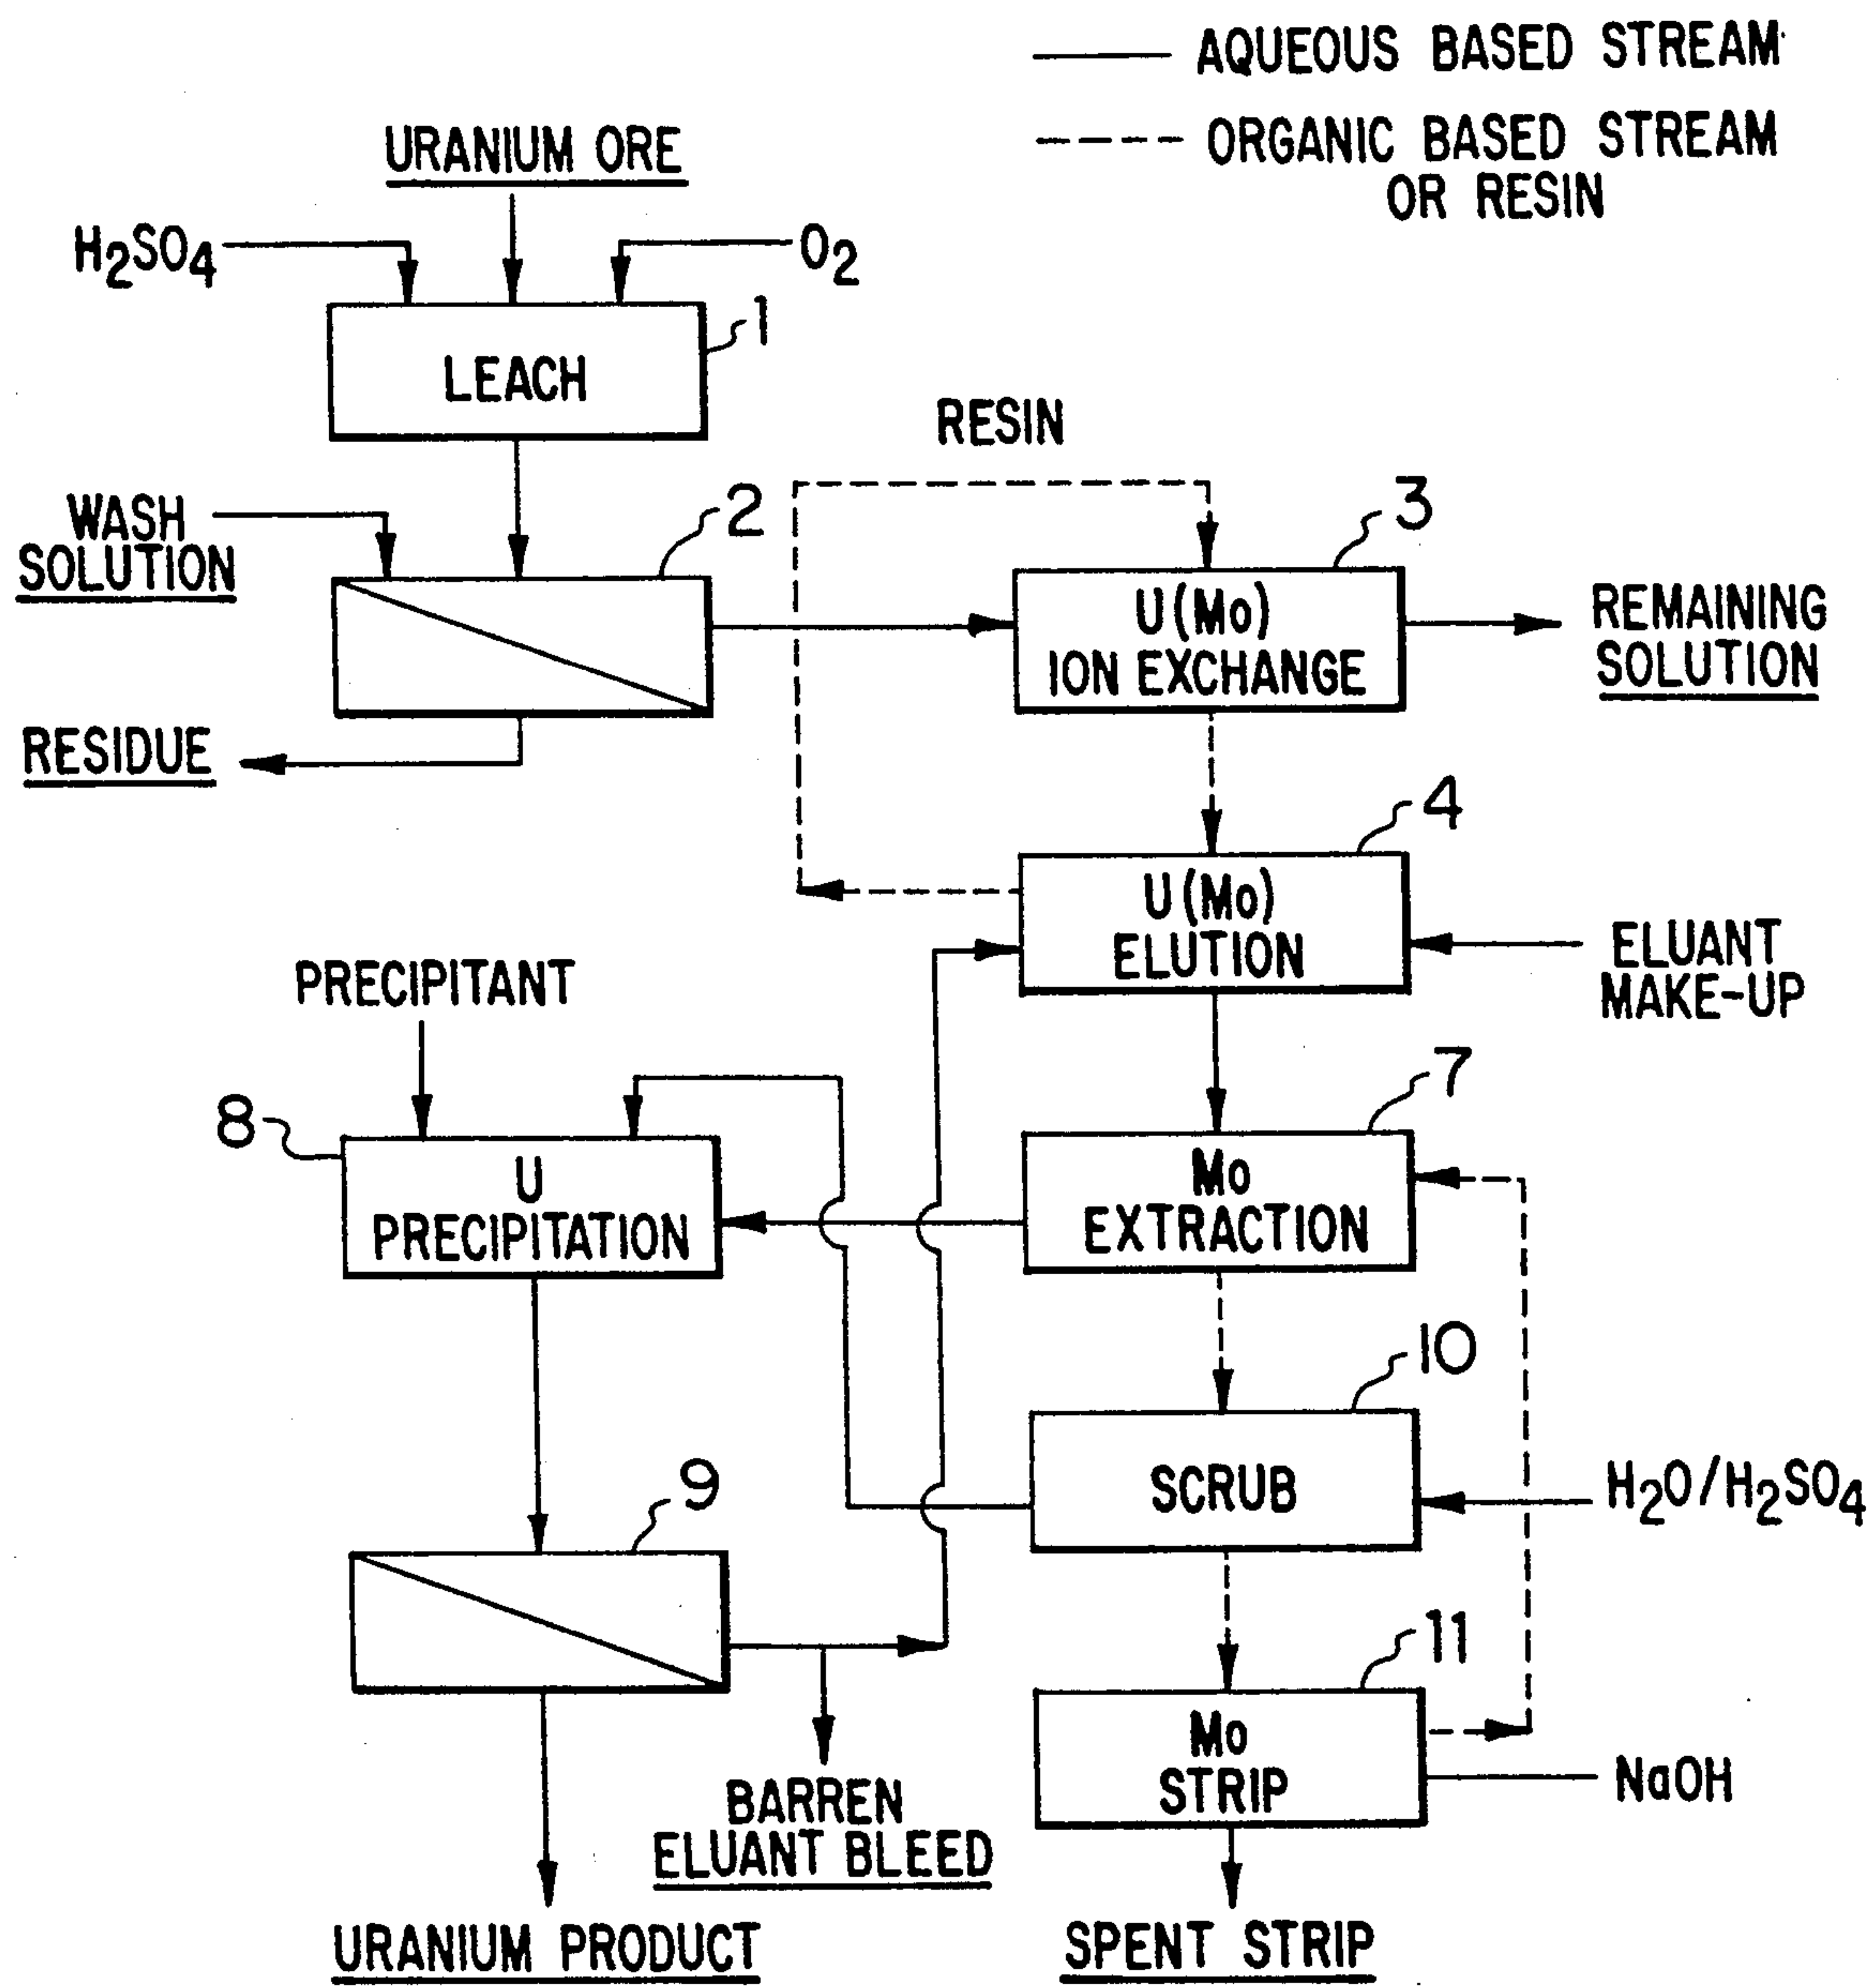 AQUEOUS BASED STREAM
ORGANIC BASED STREAM
OR RESIN
URANIUM ORE
H₂SO₄
O₂
1
LEACH
RESIN
WASH
SOLUTION
2
3
U(Mo)
ION EXCHANGE
REMAINING
SOLUTION
RESIDUE
4
U(Mo)
ELUTION
ELUANT
MAKE-UP
PRECIPITANT
7
8
U
PRECIPITATION
Mo
EXTRACTION
10
SCRUB
H₂O/H₂SO₄
9
11
Mo
STRIP
NaOH
BARREN
ELUANT BLEED
URANIUM PRODUCT
SPENT STRIP